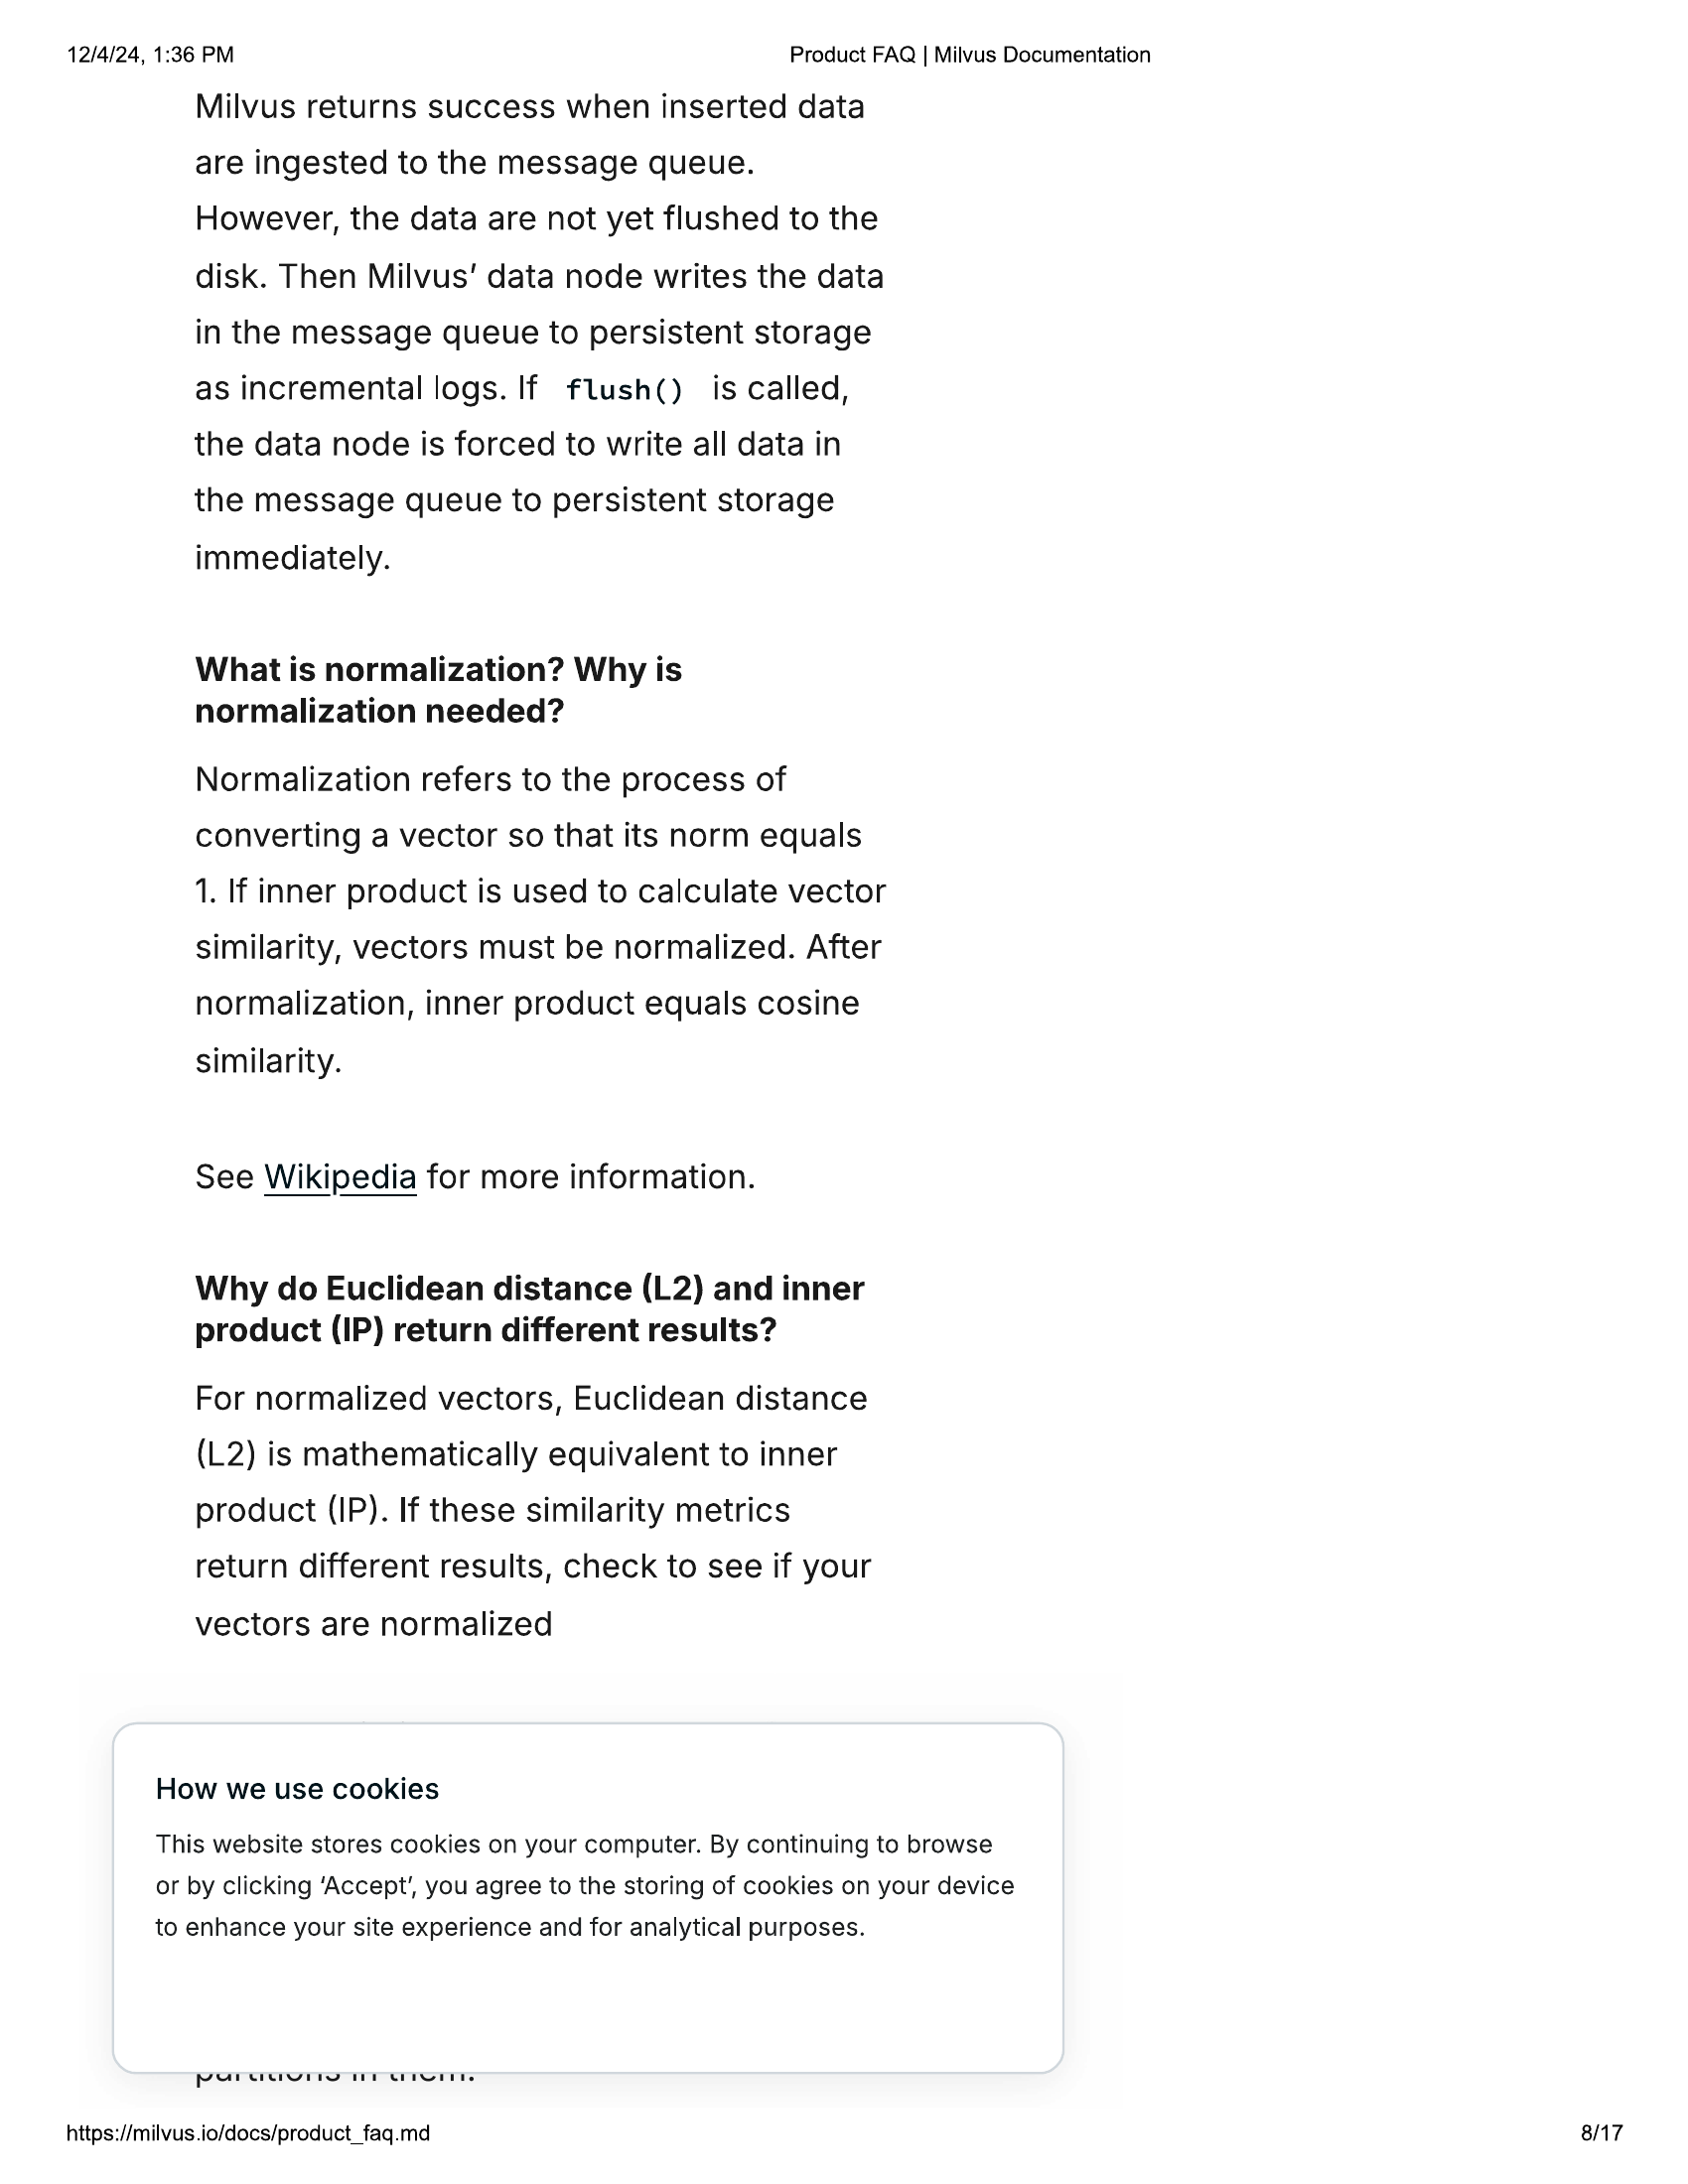 12/4/24, 1:36 PM
Product FAQ | Milvus Documentation
Milvus returns success when inserted data
are ingested to the message queue.
However, the data are not yet flushed to the
disk. Then Milvus’ data node writes the data
in the message queue to persistent storage
as incremental logs. If flush() is called,
the data node is forced to write all data in
the message queue to persistent storage
immediately.
What is normalization? Why is
normalization needed?
Normalization refers to the process of
converting a vector so that its norm equals
1. If inner product is used to calculate vector
similarity, vectors must be normalized. After
normalization, inner product equals cosine
similarity.
See Wikipedia for more information.
Why do Euclidean distance (L2) and inner
product (IP) return different results?
For normalized vectors, Euclidean distance
(L2) is mathematically equivalent to inner
product (IP). If these similarity metrics
return different results, check to see if your
vectors are normalized
How we use cookies
This website stores cookies on your computer. By continuing to browse
or by clicking ‘Accept’, you agree to the storing of cookies on your device
to enhance your site experience and for analytical purposes.
partitions in them.
https://milvus.io/docs/product_faq.md
8/17